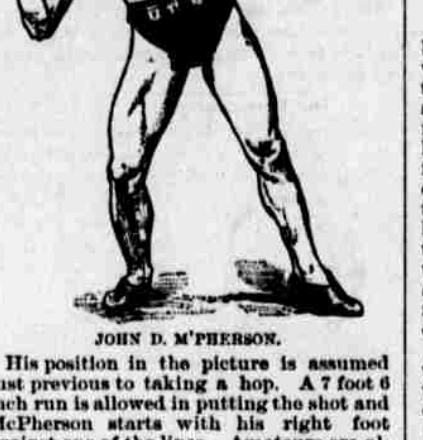 JOHN D. M'PHERSON.
His position in the picture is assumed
just previous to taking a hop. A 7 foot 6
inch run is allowed in putting the shot and
McPherson starts with his right foot